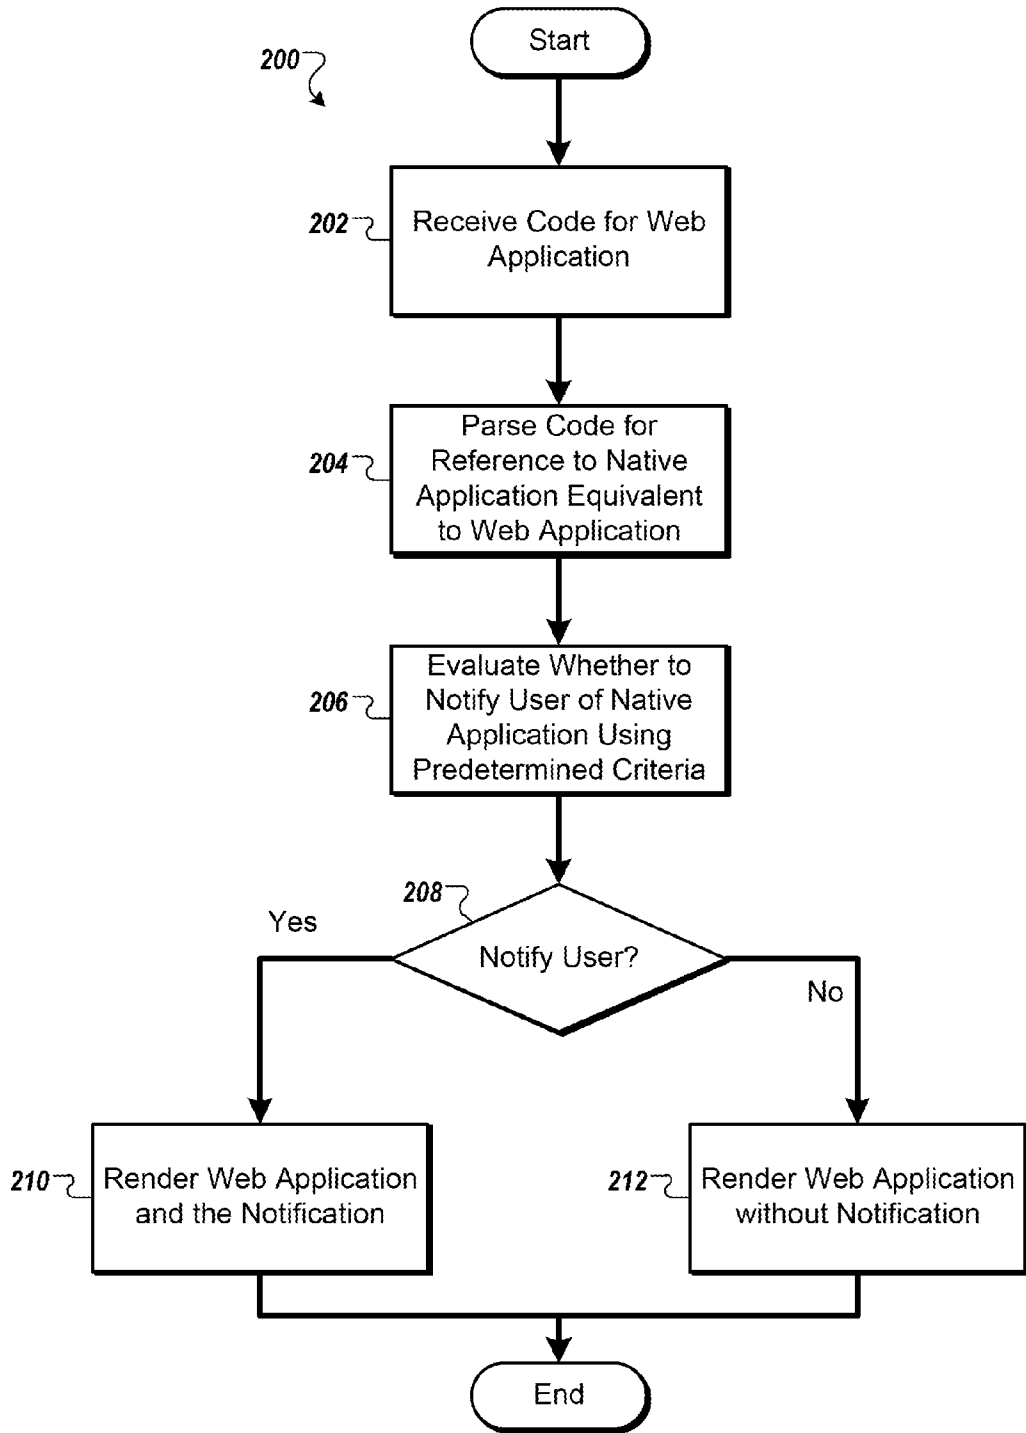 Start
200
202
Receive Code for Web
Application
204
Parse Code for
Reference to Native
Application Equivalent
to Web Application
206
Evaluate Whether to
Notify User of Native
Application Using
Predetermined Criteria
208
Notify User?
Yes
No
210
Render Web Application
and the Notification
212
Render Web Application
without Notification
End